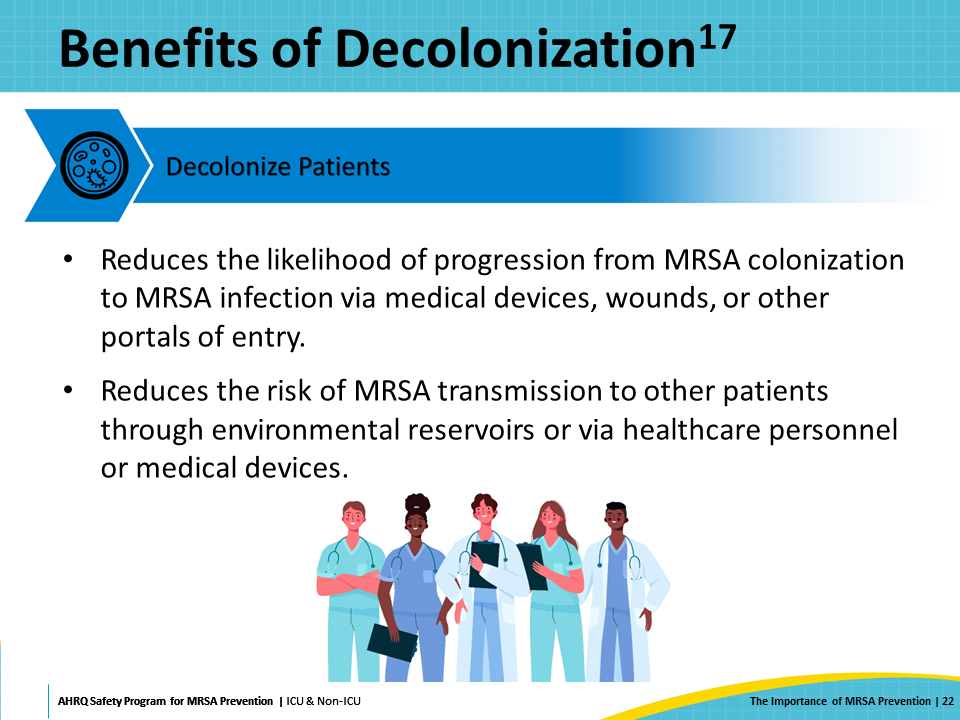 Benefits of Decolonization17
Decolonize Patients
• Reduces the likelihood of progression from MRSA colonization
to MRSA infection via medical devices, wounds, or other
portals of entry.
• Reduces the risk of MRSA transmission to other patients
through environmental reservoirs or via healthcare personnel
or medical devices.
AHRQ Safety Program for MRSA Prevention | ICU & Non-ICU
The Importance of MRSA Prevention | 22